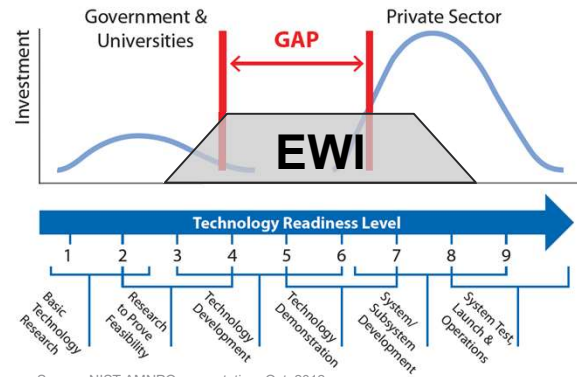 Government &
Universities
Private Sector
GAP
Investment
EWI
Technology Readiness Level
1 2 3 4 5 6 7 8 9
Basic
Technology
Research
Research
to Prove
Feasibility
Technology
Development
Technology
Demonstration
System/
Subsystem
Development
System Test,
Launch &
Operations